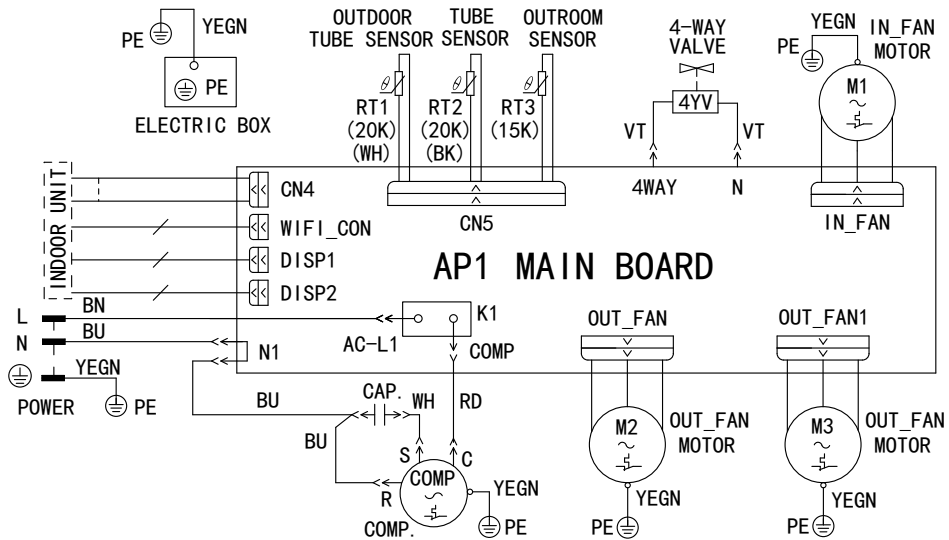 YEGN
PE
PE
ELECTRIC BOX
OUTDOOR
TUBE SENSOR
TUBE
SENSOR
OUTROOM
SENSOR
θ
θ
θ
RT1
(20K)
(WH)
RT2
(20K)
(BK)
RT3
(15K)
4-WAY
VALVE
4YV
VT
VT
4WAY
N
YEGN
PE
IN_FAN
MOTOR
M1
IN_FAN
INDOOR UNIT
CN4
WIFI_CON
DISP1
DISP2
CN5
AP1 MAIN BOARD
L
BN
N
BU
YEGN
POWER
PE
AC-L1
K1
COMP
N1
BU
CAP.
WH
RD
BU
S
C
R
COMP
COMP.
YEGN
PE
OUT_FAN
M2
OUT_FAN
MOTOR
YEGN
PE
OUT_FAN1
M3
OUT_FAN
MOTOR
YEGN
PE